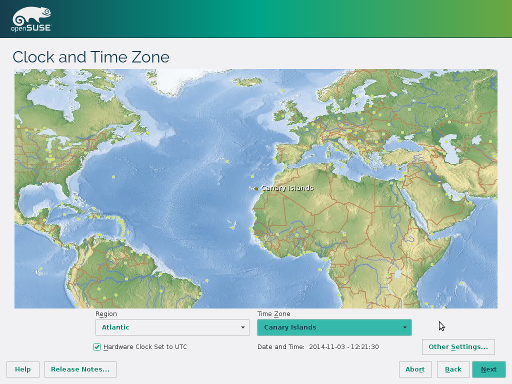 openSUSE
Clock and Time Zone
Canary Islands
Region
Time Zone
Atlantic
Canary Islands
Hardware Clock Set to UTC
Date and Time: 2014-11-03 - 12:21:30
Other Settings...
Help
Release Notes...
Abort
Back
Next